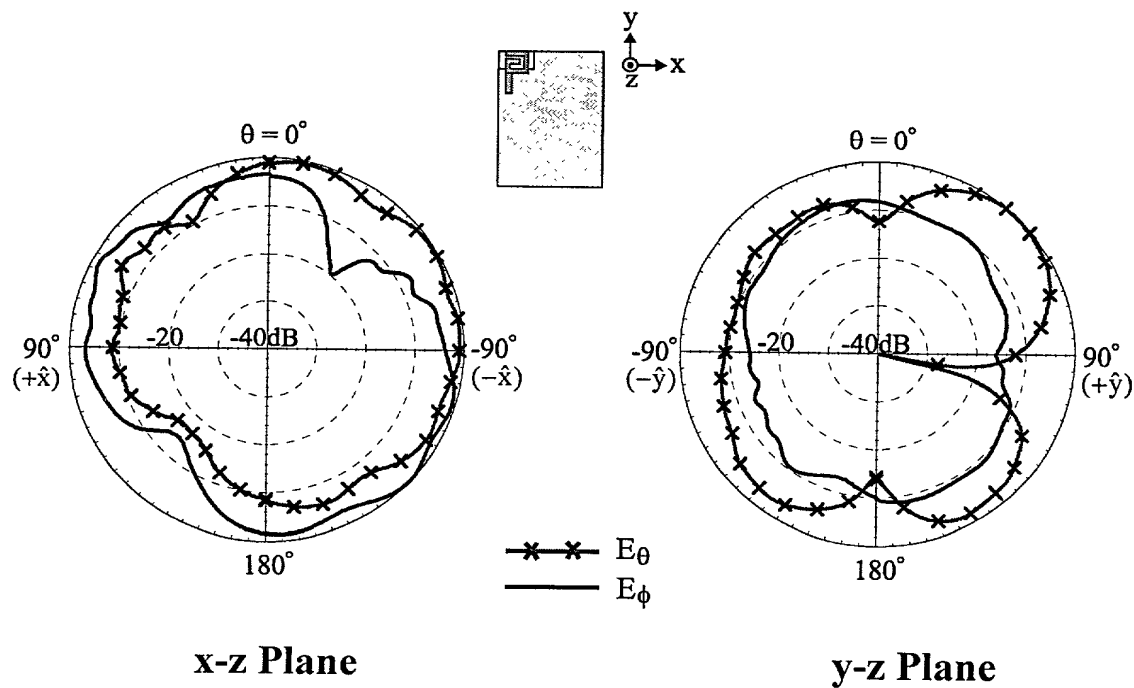 y
x
z
θ = 0°
90°
(+x̂)
-20
-40dB
-90°
(−x̂)
180°
θ = 0°
-90°
(−ŷ)
-20
-40dB
90°
(+ŷ)
180°
Eθ
Eϕ
x-z Plane
y-z Plane